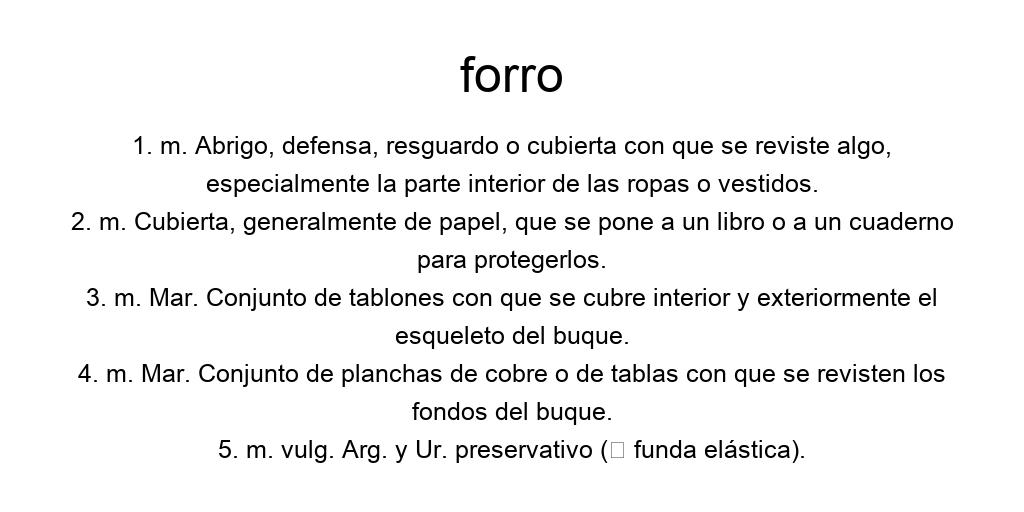 forro
1. m. Abrigo, defensa, resguardo o cubierta con que se reviste algo,
especialmente la parte interior de las ropas o vestidos.
2. m. Cubierta, generalmente de papel, que se pone a un libro o a un cuaderno
para protegerlos.
3. m. Mar. Conjunto de tablones con que se cubre interior y exteriormente el
esqueleto del buque.
4. m. Mar. Conjunto de planchas de cobre o de tablas con que se revisten los
fondos del buque.
5. m. vulg. Arg. y Ur. preservativo (▯ funda elástica).